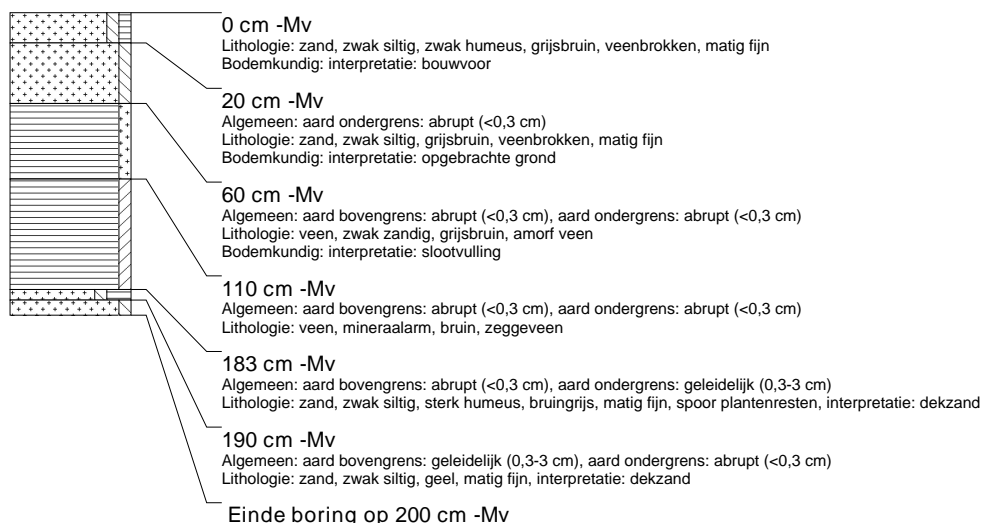 0 cm -Mv
Lithologie: zand, zwak siltig, zwak humeus, grijsbruin, veenbrokken, matig fijn
Bodemkundig: interpretatie: bouwvoor
20 cm -Mv
Algemeen: aard ondergrens: abrupt (<0,3 cm)
Lithologie: zand, zwak siltig, grijsbruin, veenbrokken, matig fijn
Bodemkundig: interpretatie: opgebrachte grond
60 cm -Mv
Algemeen: aard bovengrens: abrupt (<0,3 cm), aard ondergrens: abrupt (<0,3 cm)
Lithologie: veen, zwak zandig, grijsbruin, amorf veen
Bodemkundig: interpretatie: slootvulling
110 cm -Mv
Algemeen: aard bovengrens: abrupt (<0,3 cm), aard ondergrens: abrupt (<0,3 cm)
Lithologie: veen, mineraalarm, bruin, zeggeveen
183 cm -Mv
Algemeen: aard bovengrens: abrupt (<0,3 cm), aard ondergrens: geleidelijk (0,3-3 cm)
Lithologie: zand, zwak siltig, sterk humeus, bruingrijs, matig fijn, spoor plantenresten, interpretatie: dekzand
190 cm -Mv
Algemeen: aard bovengrens: geleidelijk (0,3-3 cm), aard ondergrens: abrupt (<0,3 cm)
Lithologie: zand, zwak siltig, geel, matig fijn, interpretatie: dekzand
Einde boring op 200 cm -Mv